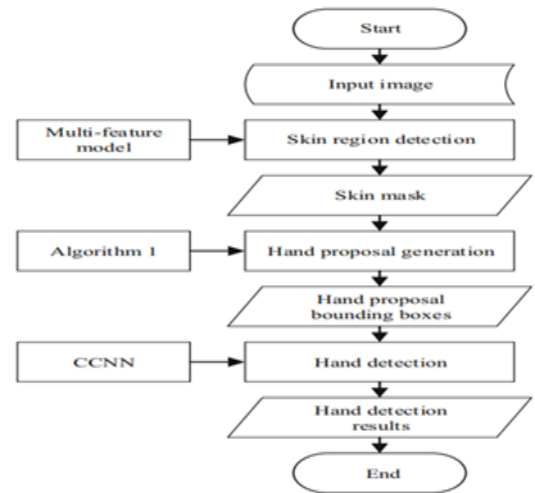 Start
Input image
Multi-feature
model
Skin region detection
Skin mask
Algorithm 1
Hand proposal generation
Hand proposal
bounding boxes
CCNN
Hand detection
Hand detection
results
End